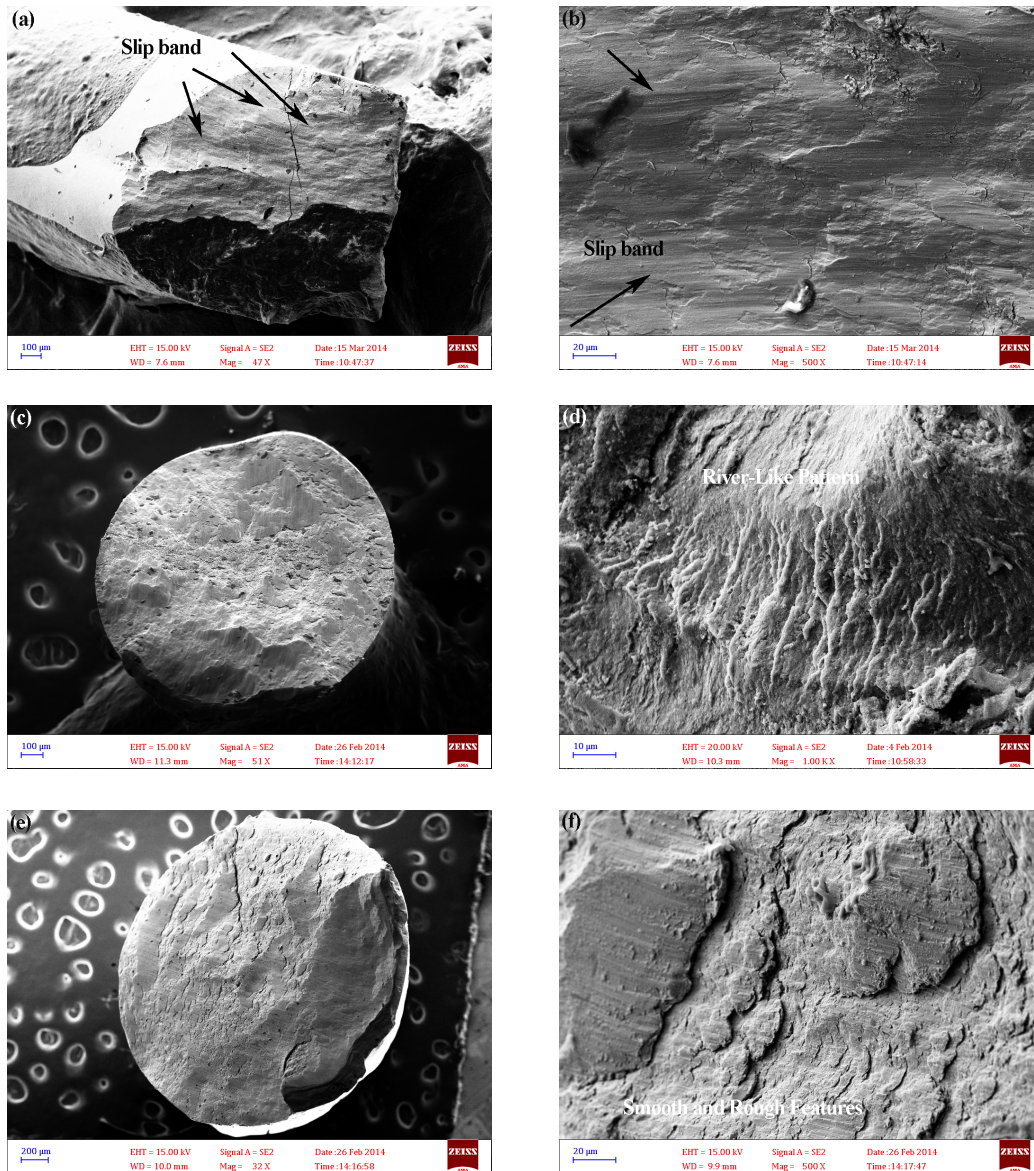 (a)
Slip band
100 µm
EHT = 15.00 kV Signal A = SE2 Date :15 Mar 2014
WD = 7.6 mm Mag = 47 X Time :10:47:37
ZEISS
(b)
Slip band
20 µm
EHT = 15.00 kV Signal A = SE2 Date :15 Mar 2014
WD = 7.6 mm Mag = 500 X Time :10:47:14
ZEISS
(c)
100 µm
EHT = 15.00 kV Signal A = SE2 Date :26 Feb 2014
WD = 11.3 mm Mag = 51 X Time :14:12:17
ZEISS
(d)
River-Like Pattern
10 µm
EHT = 20.00 kV Signal A = SE2 Date :4 Feb 2014
WD = 10.3 mm Mag = 1.00 K X Time :10:58:33
ZEISS
(e)
200 µm
EHT = 15.00 kV Signal A = SE2 Date :26 Feb 2014
WD = 10.0 mm Mag = 32 X Time :14:16:58
ZEISS
(f)
Smooth and Rough Features
20 µm
EHT = 15.00 kV Signal A = SE2 Date :26 Feb 2014
WD = 9.9 mm Mag = 500 X Time :14:17:47
ZEISS